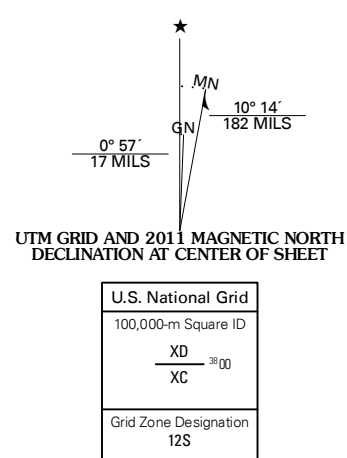 ★
MN
GN
10° 14´
182 MILS
0° 57´
17 MILS
UTM GRID AND 2011 MAGNETIC NORTH
DECLINATION AT CENTER OF SHEET
U.S. National Grid
100,000-m Square ID
XD
3800
XC
Grid Zone Designation
12S